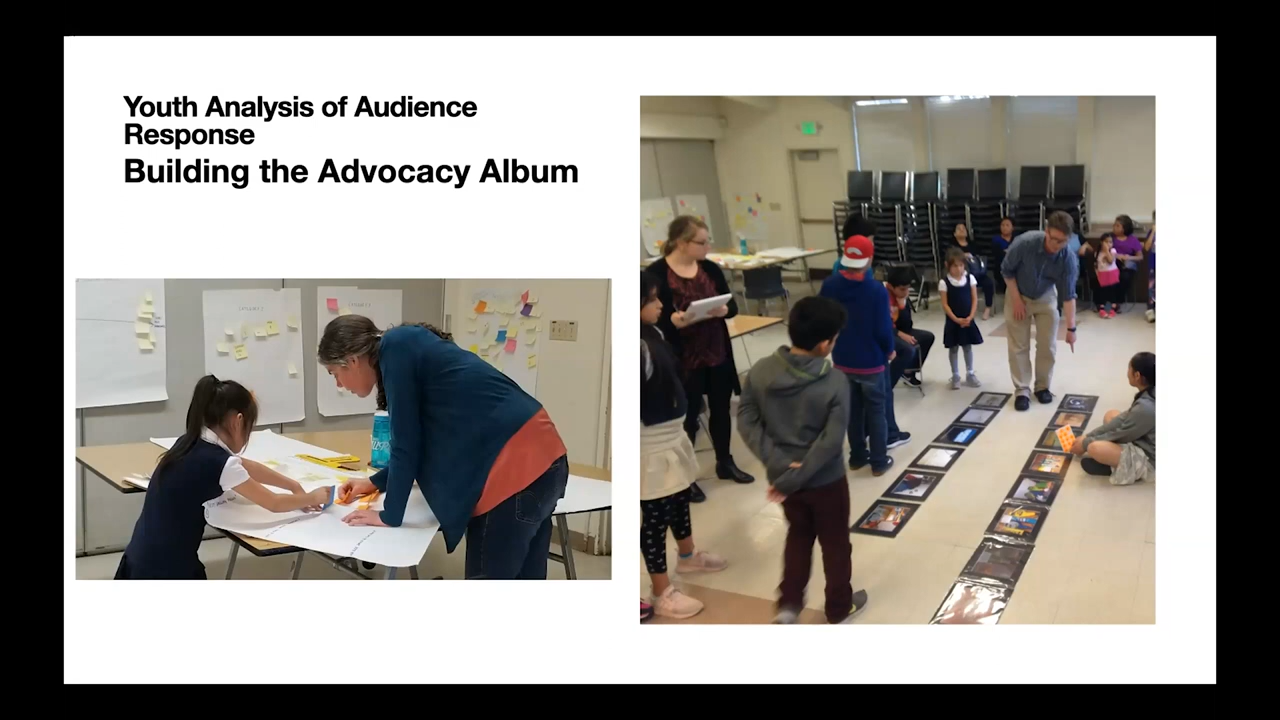 Youth Analysis of Audience
Response
Building the Advocacy Album